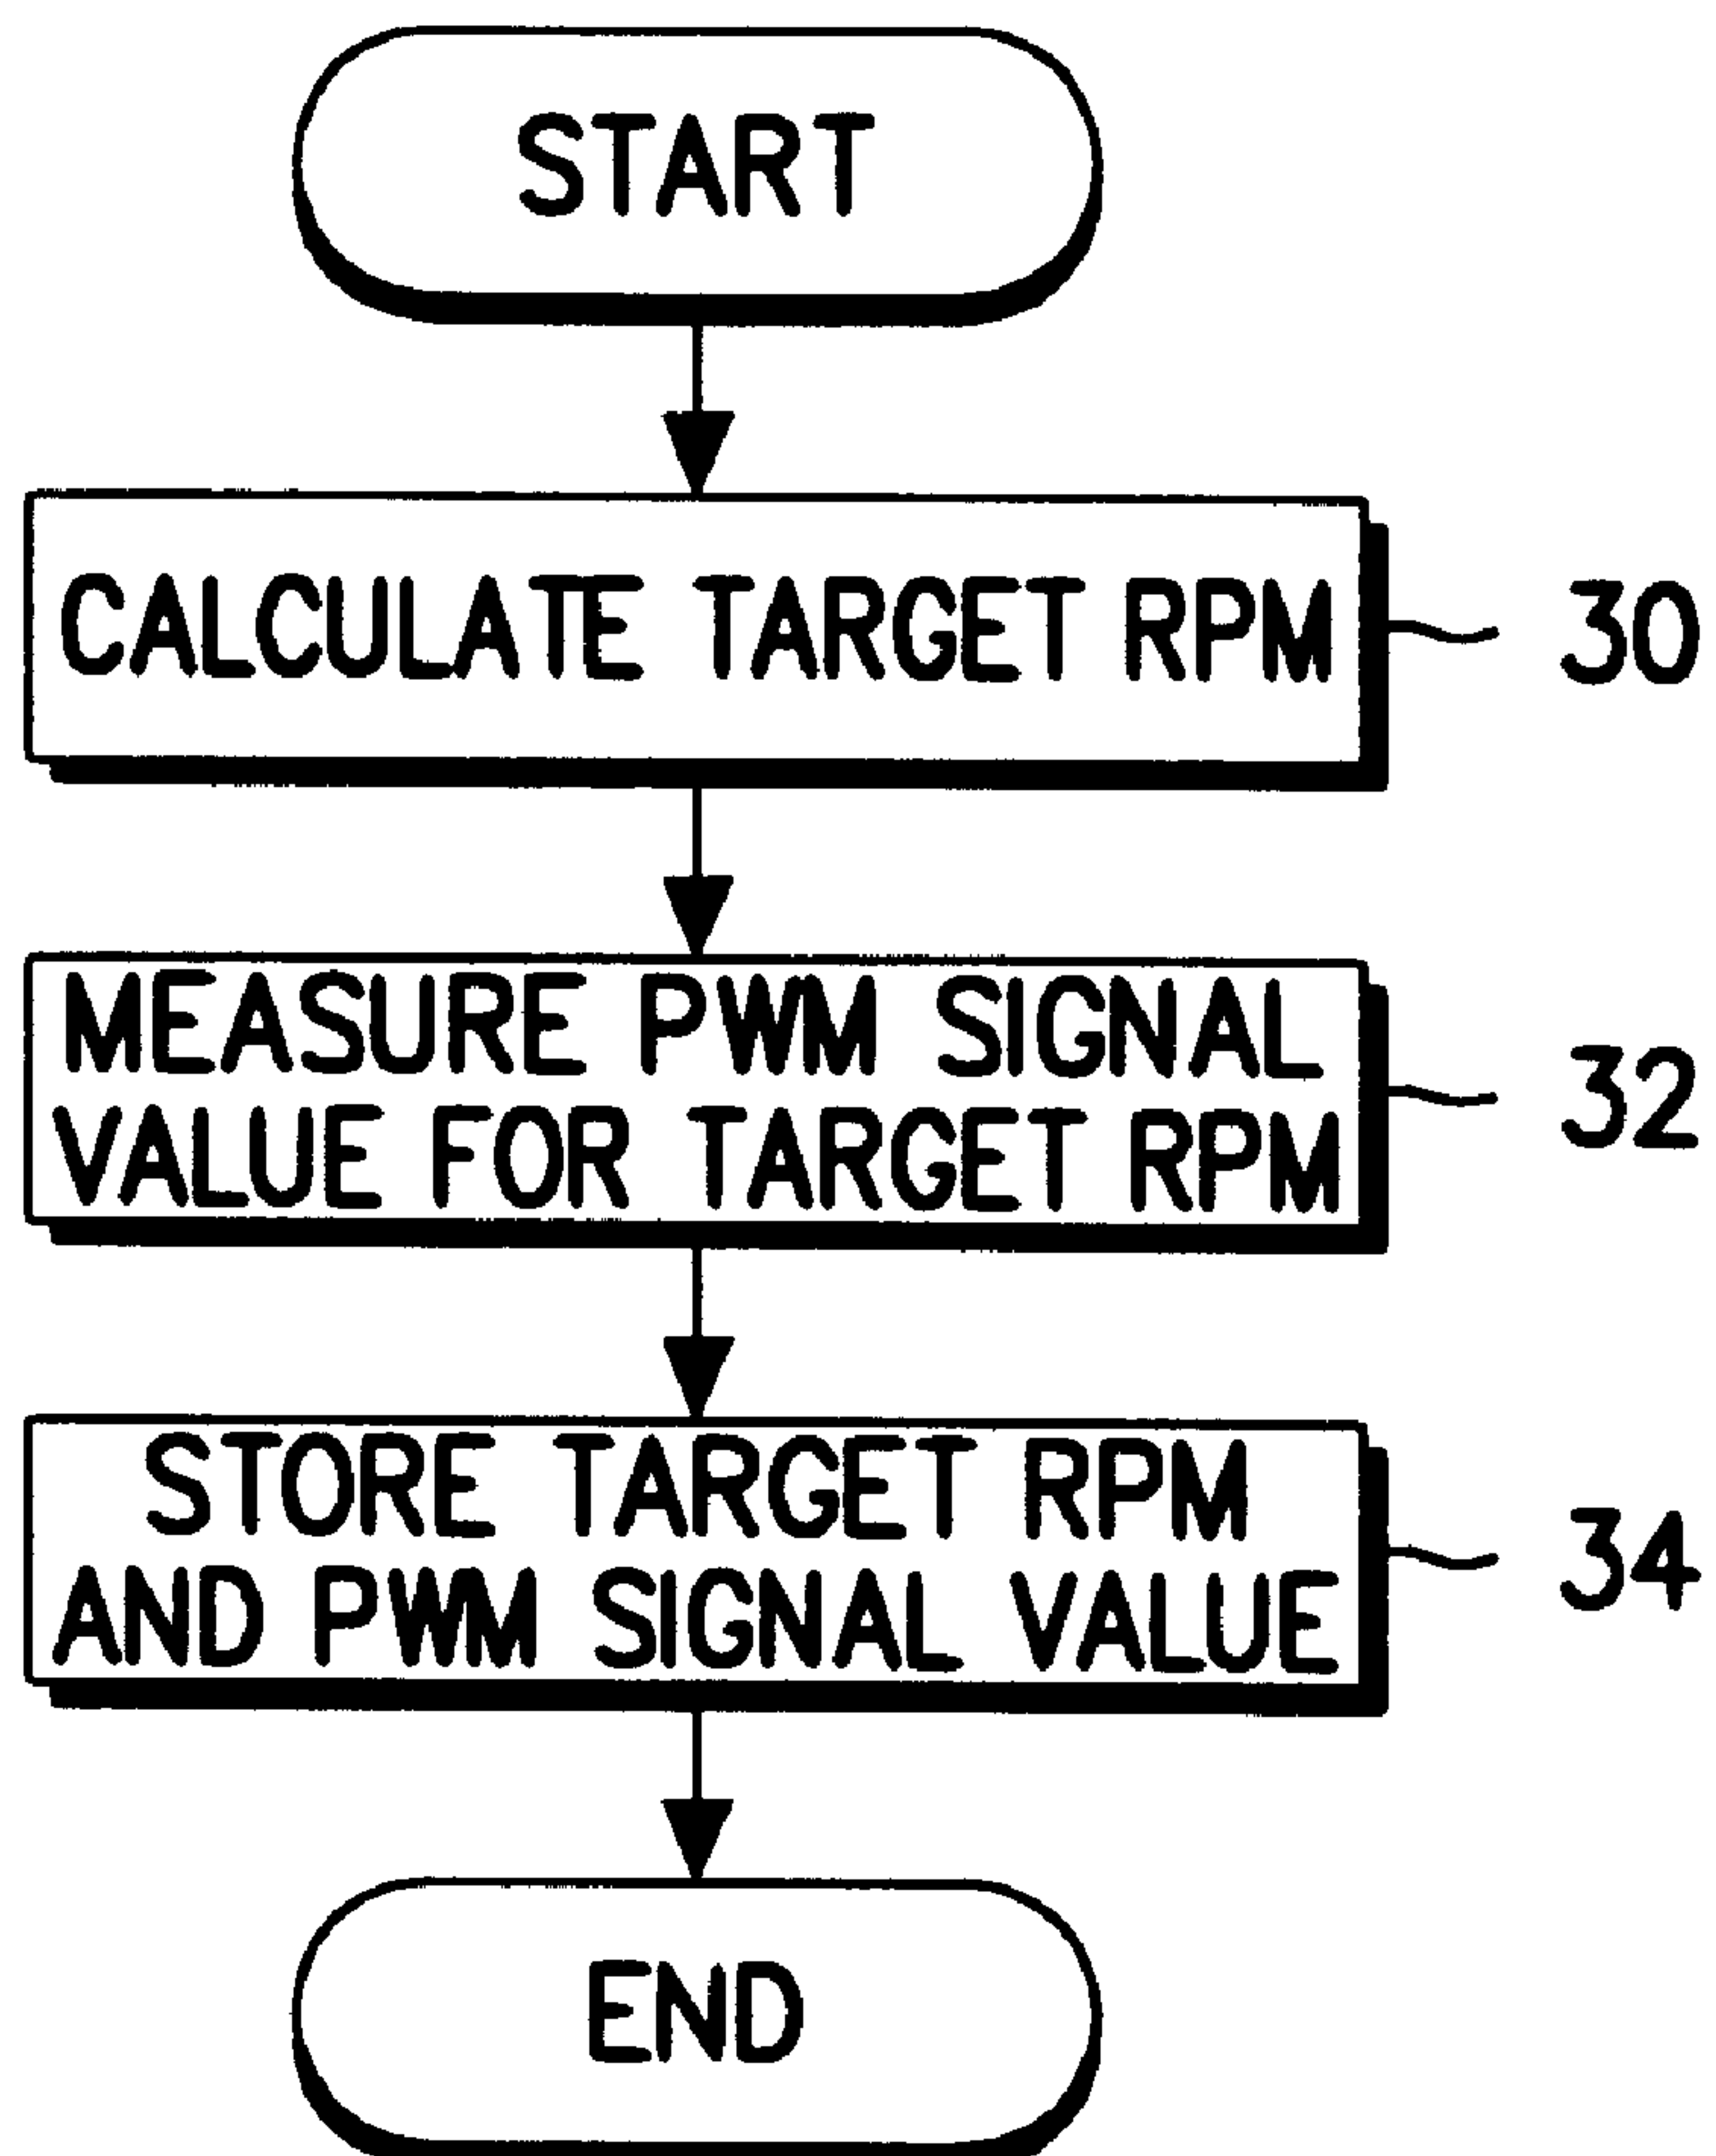 START
CALCULATE TARGET RPM
30
MEASURE PWM SIGNAL
VALUE FOR TARGET RPM
32
STORE TARGET RPM
AND PWM SIGNAL VALUE
34
END